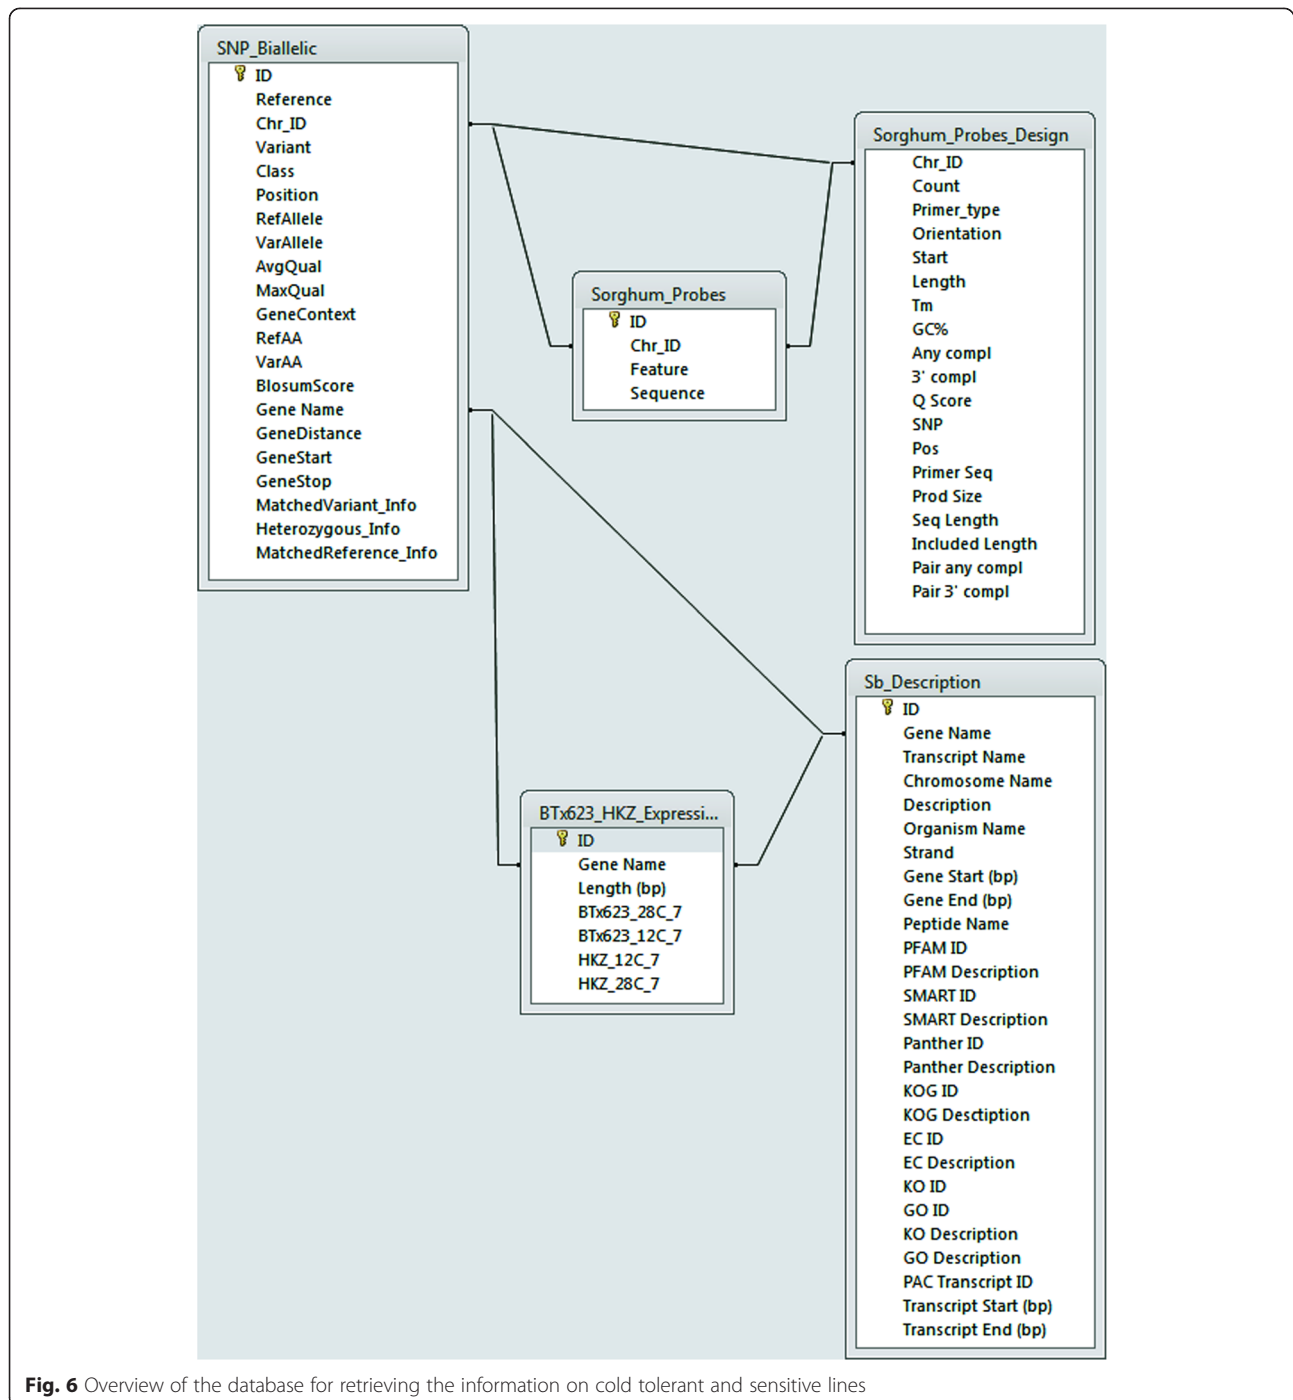 SNP_Biallelic
ID
Reference
Chr_ID
Variant
Class
Position
RefAllele
VarAllele
AvgQual
MaxQual
GeneContext
RefAA
VarAA
BlosumScore
Gene Name
GeneDistance
GeneStart
GeneStop
MatchedVariant_Info
Heterozygous_Info
MatchedReference_Info
Sorghum_Probes
ID
Chr_ID
Feature
Sequence
Sorghum_Probes_Design
Chr_ID
Count
Primer_type
Orientation
Start
Length
Tm
GC%
Any compl
3' compl
Q Score
SNP
Pos
Primer Seq
Prod Size
Seq Length
Included Length
Pair any compl
Pair 3' compl
BTx623_HKZ_Expressi...
ID
Gene Name
Length (bp)
BTx623_28C_7
BTx623_12C_7
HKZ_12C_7
HKZ_28C_7
Sb_Description
ID
Gene Name
Transcript Name
Chromosome Name
Description
Organism Name
Strand
Gene Start (bp)
Gene End (bp)
Peptide Name
PFAM ID
PFAM Description
SMART ID
SMART Description
Panther ID
Panther Description
KOG ID
KOG Desctiption
EC ID
EC Description
KO ID
GO ID
KO Description
GO Description
PAC Transcript ID
Transcript Start (bp)
Transcript End (bp)
Fig. 6 Overview of the database for retrieving the information on cold tolerant and sensitive lines